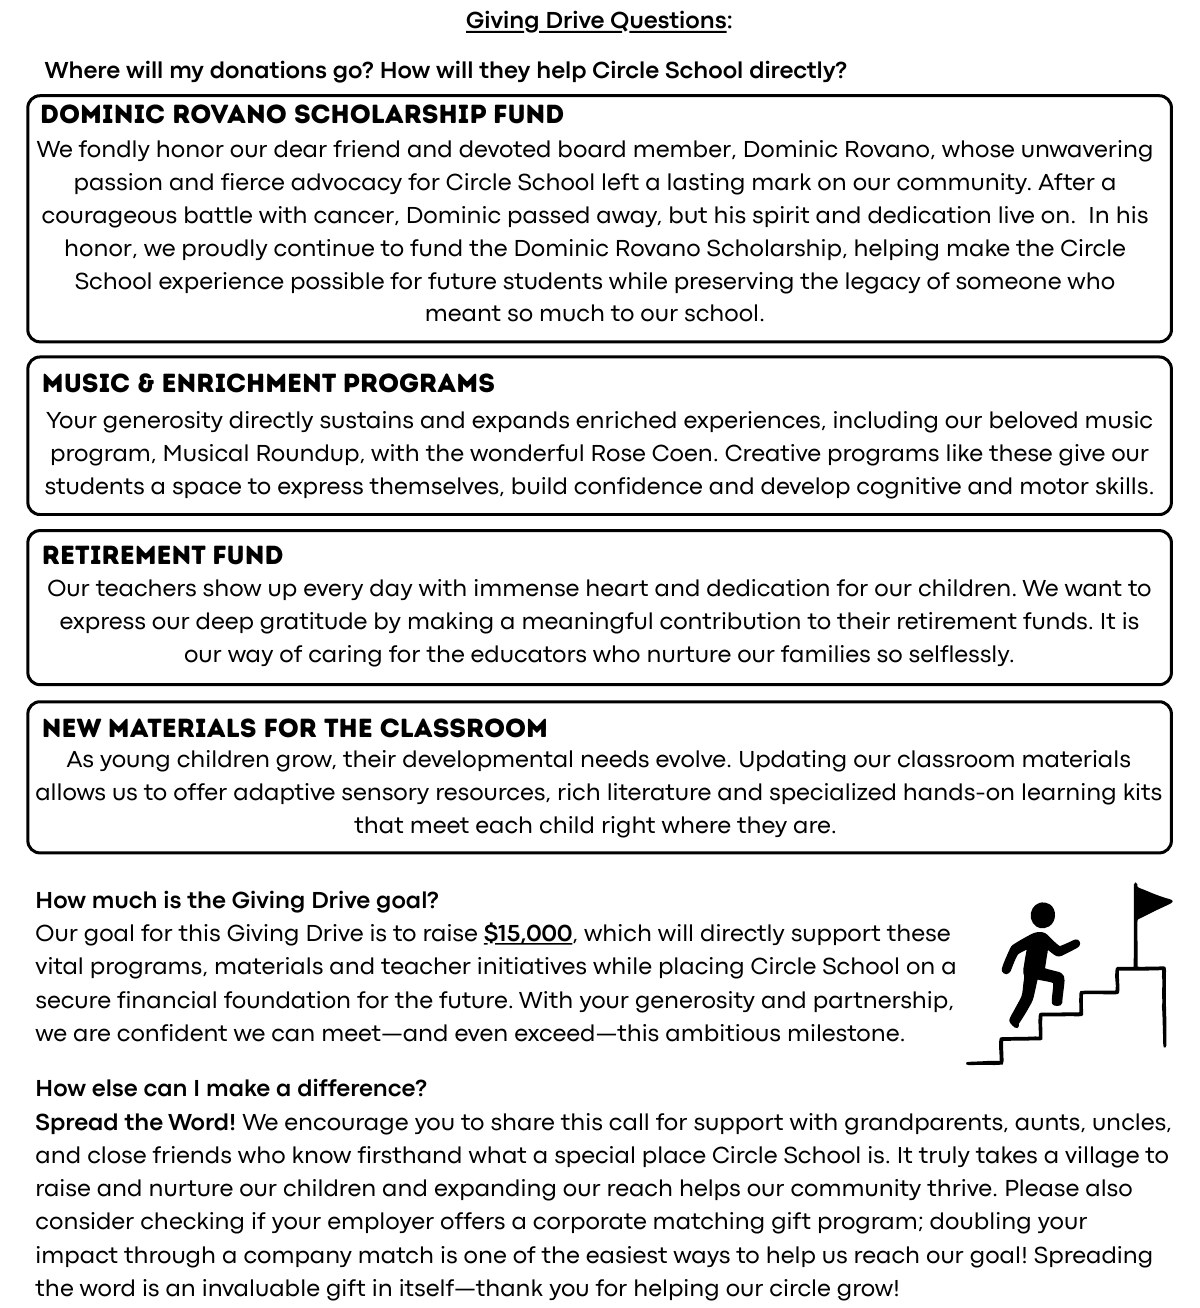 Giving Drive Questions:
Where will my donations go? How will they help Circle School directly?
DOMINIC ROVANO SCHOLARSHIP FUND
We fondly honor our dear friend and devoted board member, Dominic Rovano, whose unwavering
passion and fierce advocacy for Circle School left a lasting mark on our community. After a
courageous battle with cancer, Dominic passed away, but his spirit and dedication live on.  In his
honor, we proudly continue to fund the Dominic Rovano Scholarship, helping make the Circle
School experience possible for future students while preserving the legacy of someone who
meant so much to our school.
MUSIC & ENRICHMENT PROGRAMS
Your generosity directly sustains and expands enriched experiences, including our beloved music
program, Musical Roundup, with the wonderful Rose Coen. Creative programs like these give our
students a space to express themselves, build confidence and develop cognitive and motor skills.
RETIREMENT FUND
Our teachers show up every day with immense heart and dedication for our children. We want to
express our deep gratitude by making a meaningful contribution to their retirement funds. It is
our way of caring for the educators who nurture our families so selflessly.
NEW MATERIALS FOR THE CLASSROOM
As young children grow, their developmental needs evolve. Updating our classroom materials
allows us to offer adaptive sensory resources, rich literature and specialized hands-on learning kits
that meet each child right where they are.
How much is the Giving Drive goal?
Our goal for this Giving Drive is to raise $15,000, which will directly support these
vital programs, materials and teacher initiatives while placing Circle School on a
secure financial foundation for the future. With your generosity and partnership,
we are confident we can meet—and even exceed—this ambitious milestone.
How else can I make a difference?
Spread the Word! We encourage you to share this call for support with grandparents, aunts, uncles,
and close friends who know firsthand what a special place Circle School is. It truly takes a village to
raise and nurture our children and expanding our reach helps our community thrive. Please also
consider checking if your employer offers a corporate matching gift program; doubling your
impact through a company match is one of the easiest ways to help us reach our goal! Spreading
the word is an invaluable gift in itself—thank you for helping our circle grow!